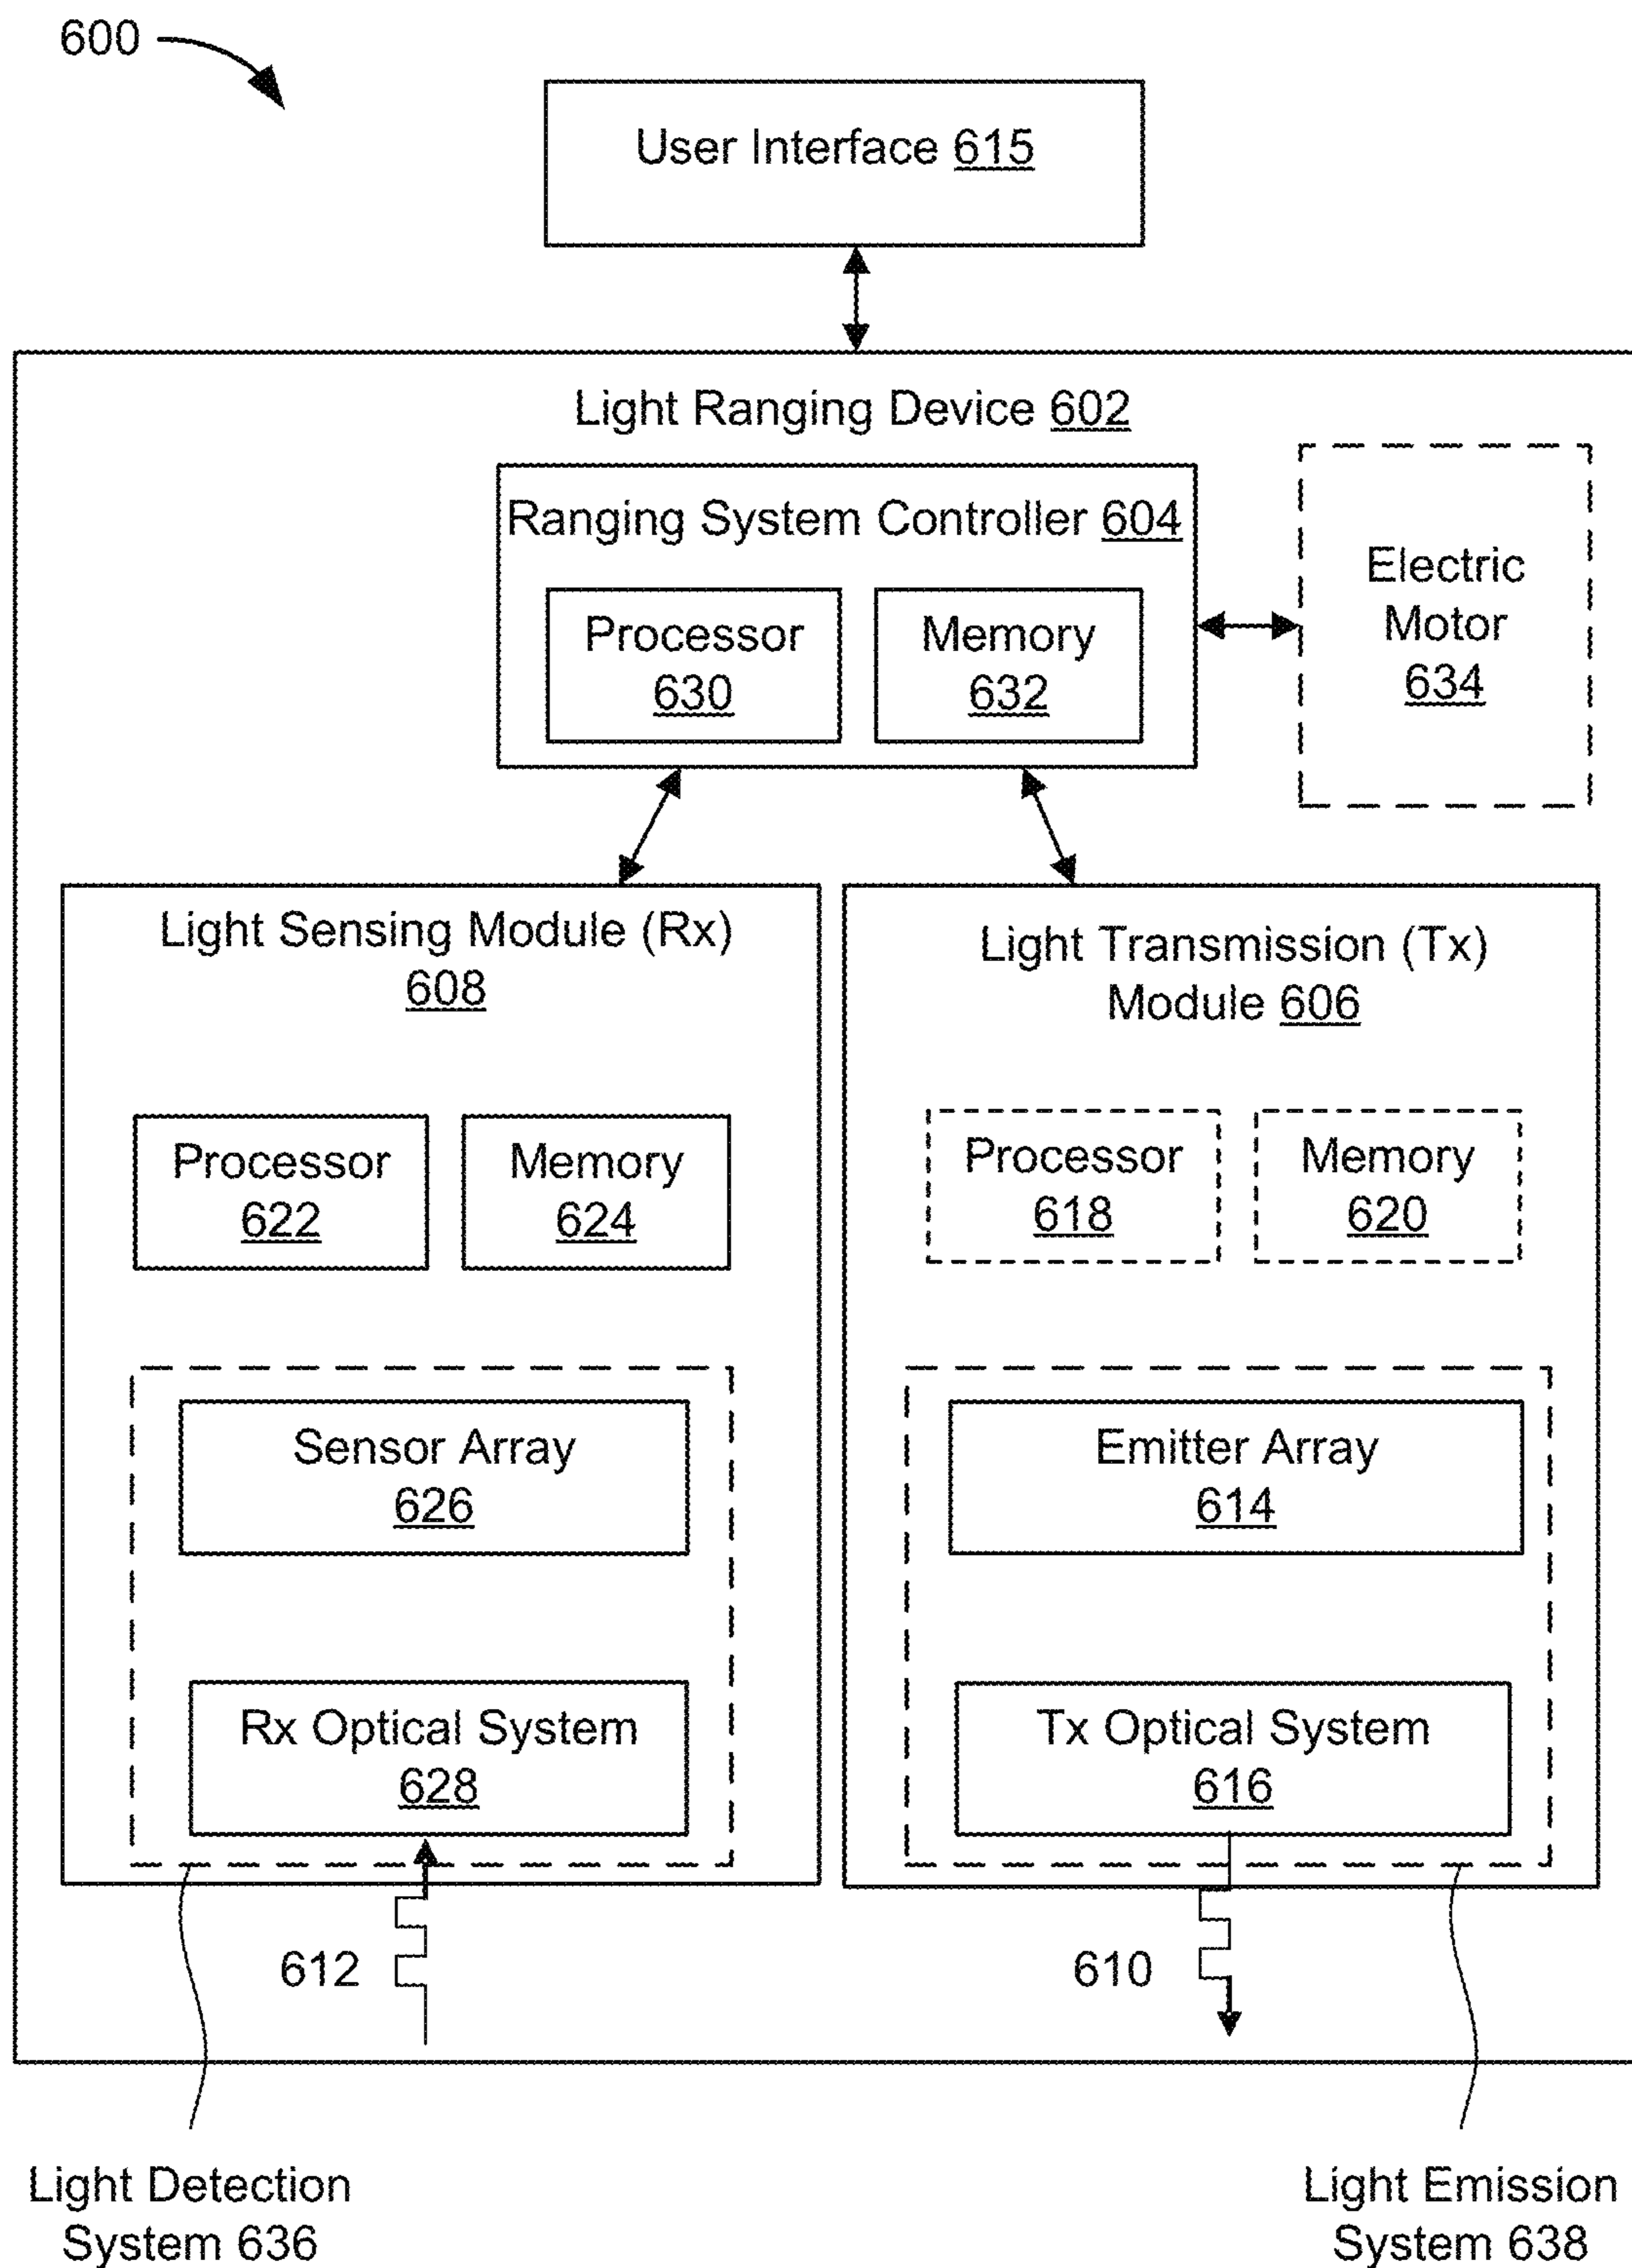 600
User Interface 615
Light Ranging Device 602
Ranging System Controller 604
Processor
630
Memory
632
Electric
Motor
634
Light Sensing Module (Rx)
608
Light Transmission (Tx)
Module 606
Processor
622
Memory
624
Processor
618
Memory
620
Sensor Array
626
Emitter Array
614
Rx Optical System
628
Tx Optical System
616
612
610
Light Detection
System 636
Light Emission
System 638